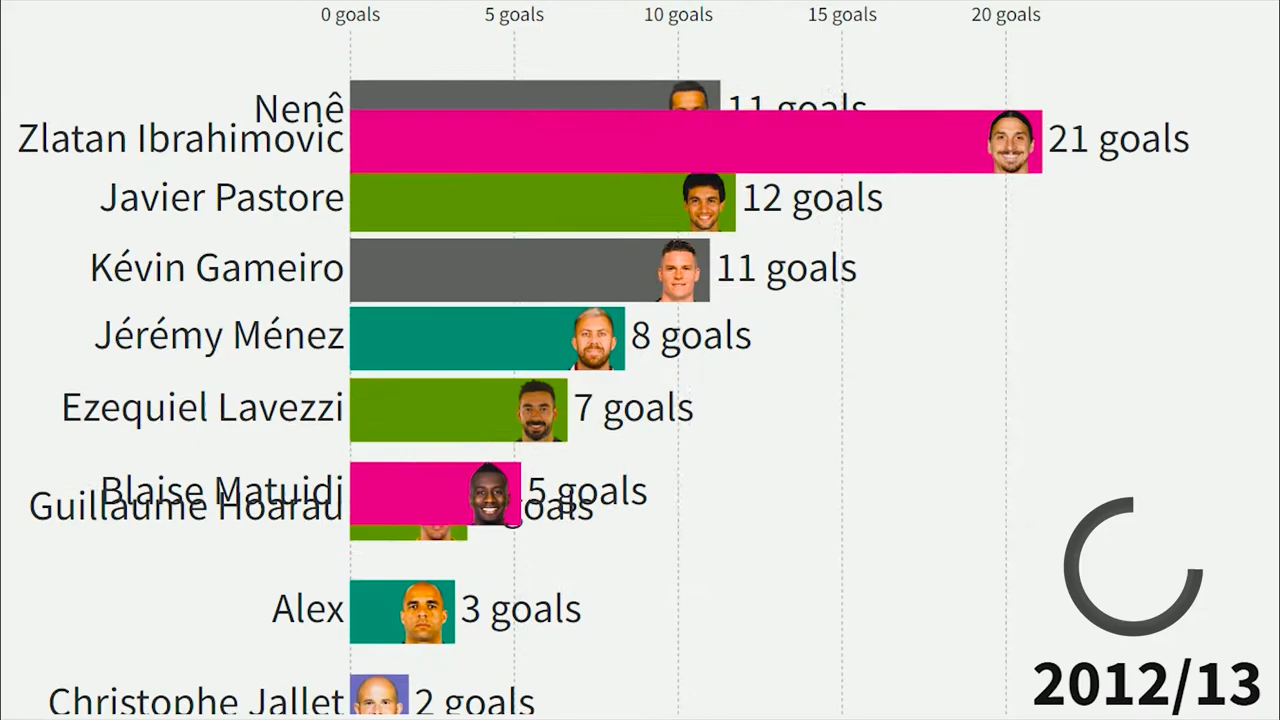 0 goals 5 goals 10 goals 15 goals 20 goals
Nenê 11 goals
Zlatan Ibrahimovic 21 goals
Javier Pastore 12 goals
Kévin Gameiro 11 goals
Jérémy Ménez 8 goals
Ezequiel Lavezzi 7 goals
Blaise Matuidi 5 goals
Guillaume Hoarau goals
Alex 3 goals
Christophe Jallet 2 goals
2012/13